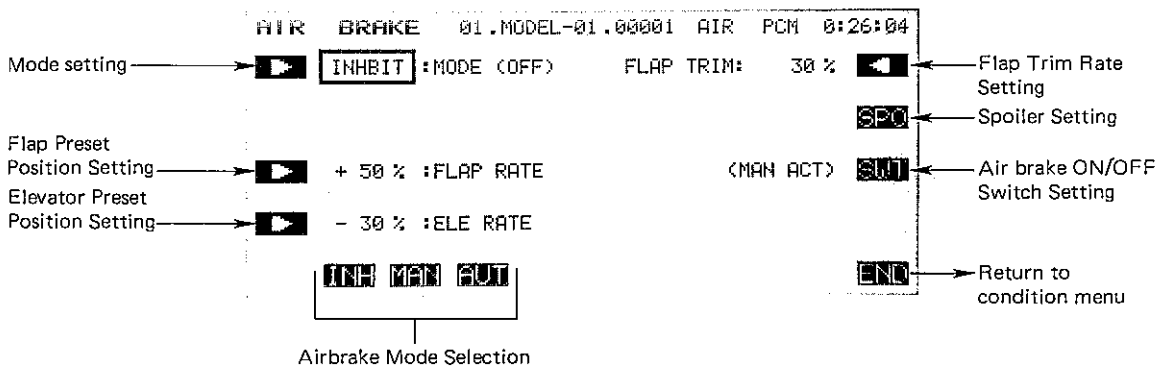 AIR BRAKE 01.MODEL-01.00001 AIR PCM 0:26:04
Mode setting
INHBIT :MODE (OFF) FLAP TRIM: 30 %
Flap Trim Rate
Setting
SPO
Spoiler Setting
Flap Preset
Position Setting
+ 50 % :FLAP RATE
(MAN ACT) SWT
Air brake ON/OFF
Switch Setting
Elevator Preset
Position Setting
- 30 % :ELE RATE
INH MAN AUT
END
Return to
condition menu
Airbrake Mode Selection